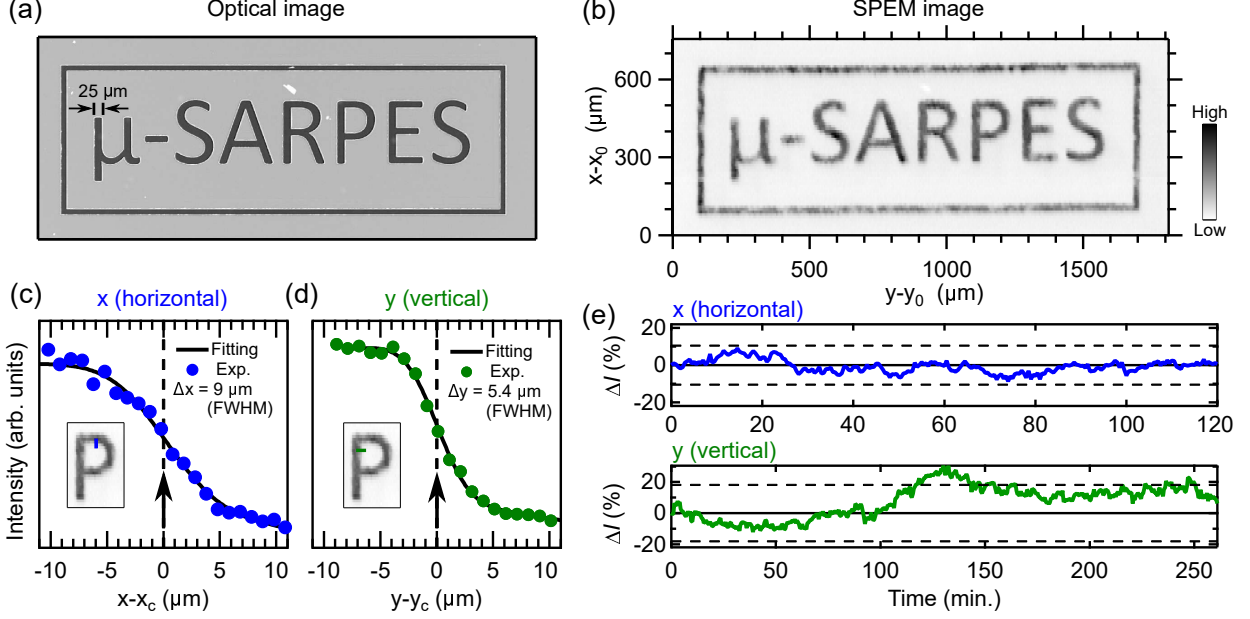 (a)
Optical image
25 μm
μ-SARPES
(b)
SPEM image
μ-SARPES
x-x0 (μm)
600
300
0
0 500 1000 1500
y-y0 (μm)
High
Low
(c)
x (horizontal)
Intensity (arb. units)
Fitting
Exp.
Δx = 9 μm
(FWHM)
P
-10 -5 0 5 10
x-xc (μm)
(d)
y (vertical)
Fitting
Exp.
Δy = 5.4 μm
(FWHM)
P
-10 -5 0 5 10
y-yc (μm)
(e)
x (horizontal)
ΔI (%)
20
0
-20
0 20 40 60 80 100 120
y (vertical)
ΔI (%)
20
0
-20
0 50 100 150 200 250
Time (min.)